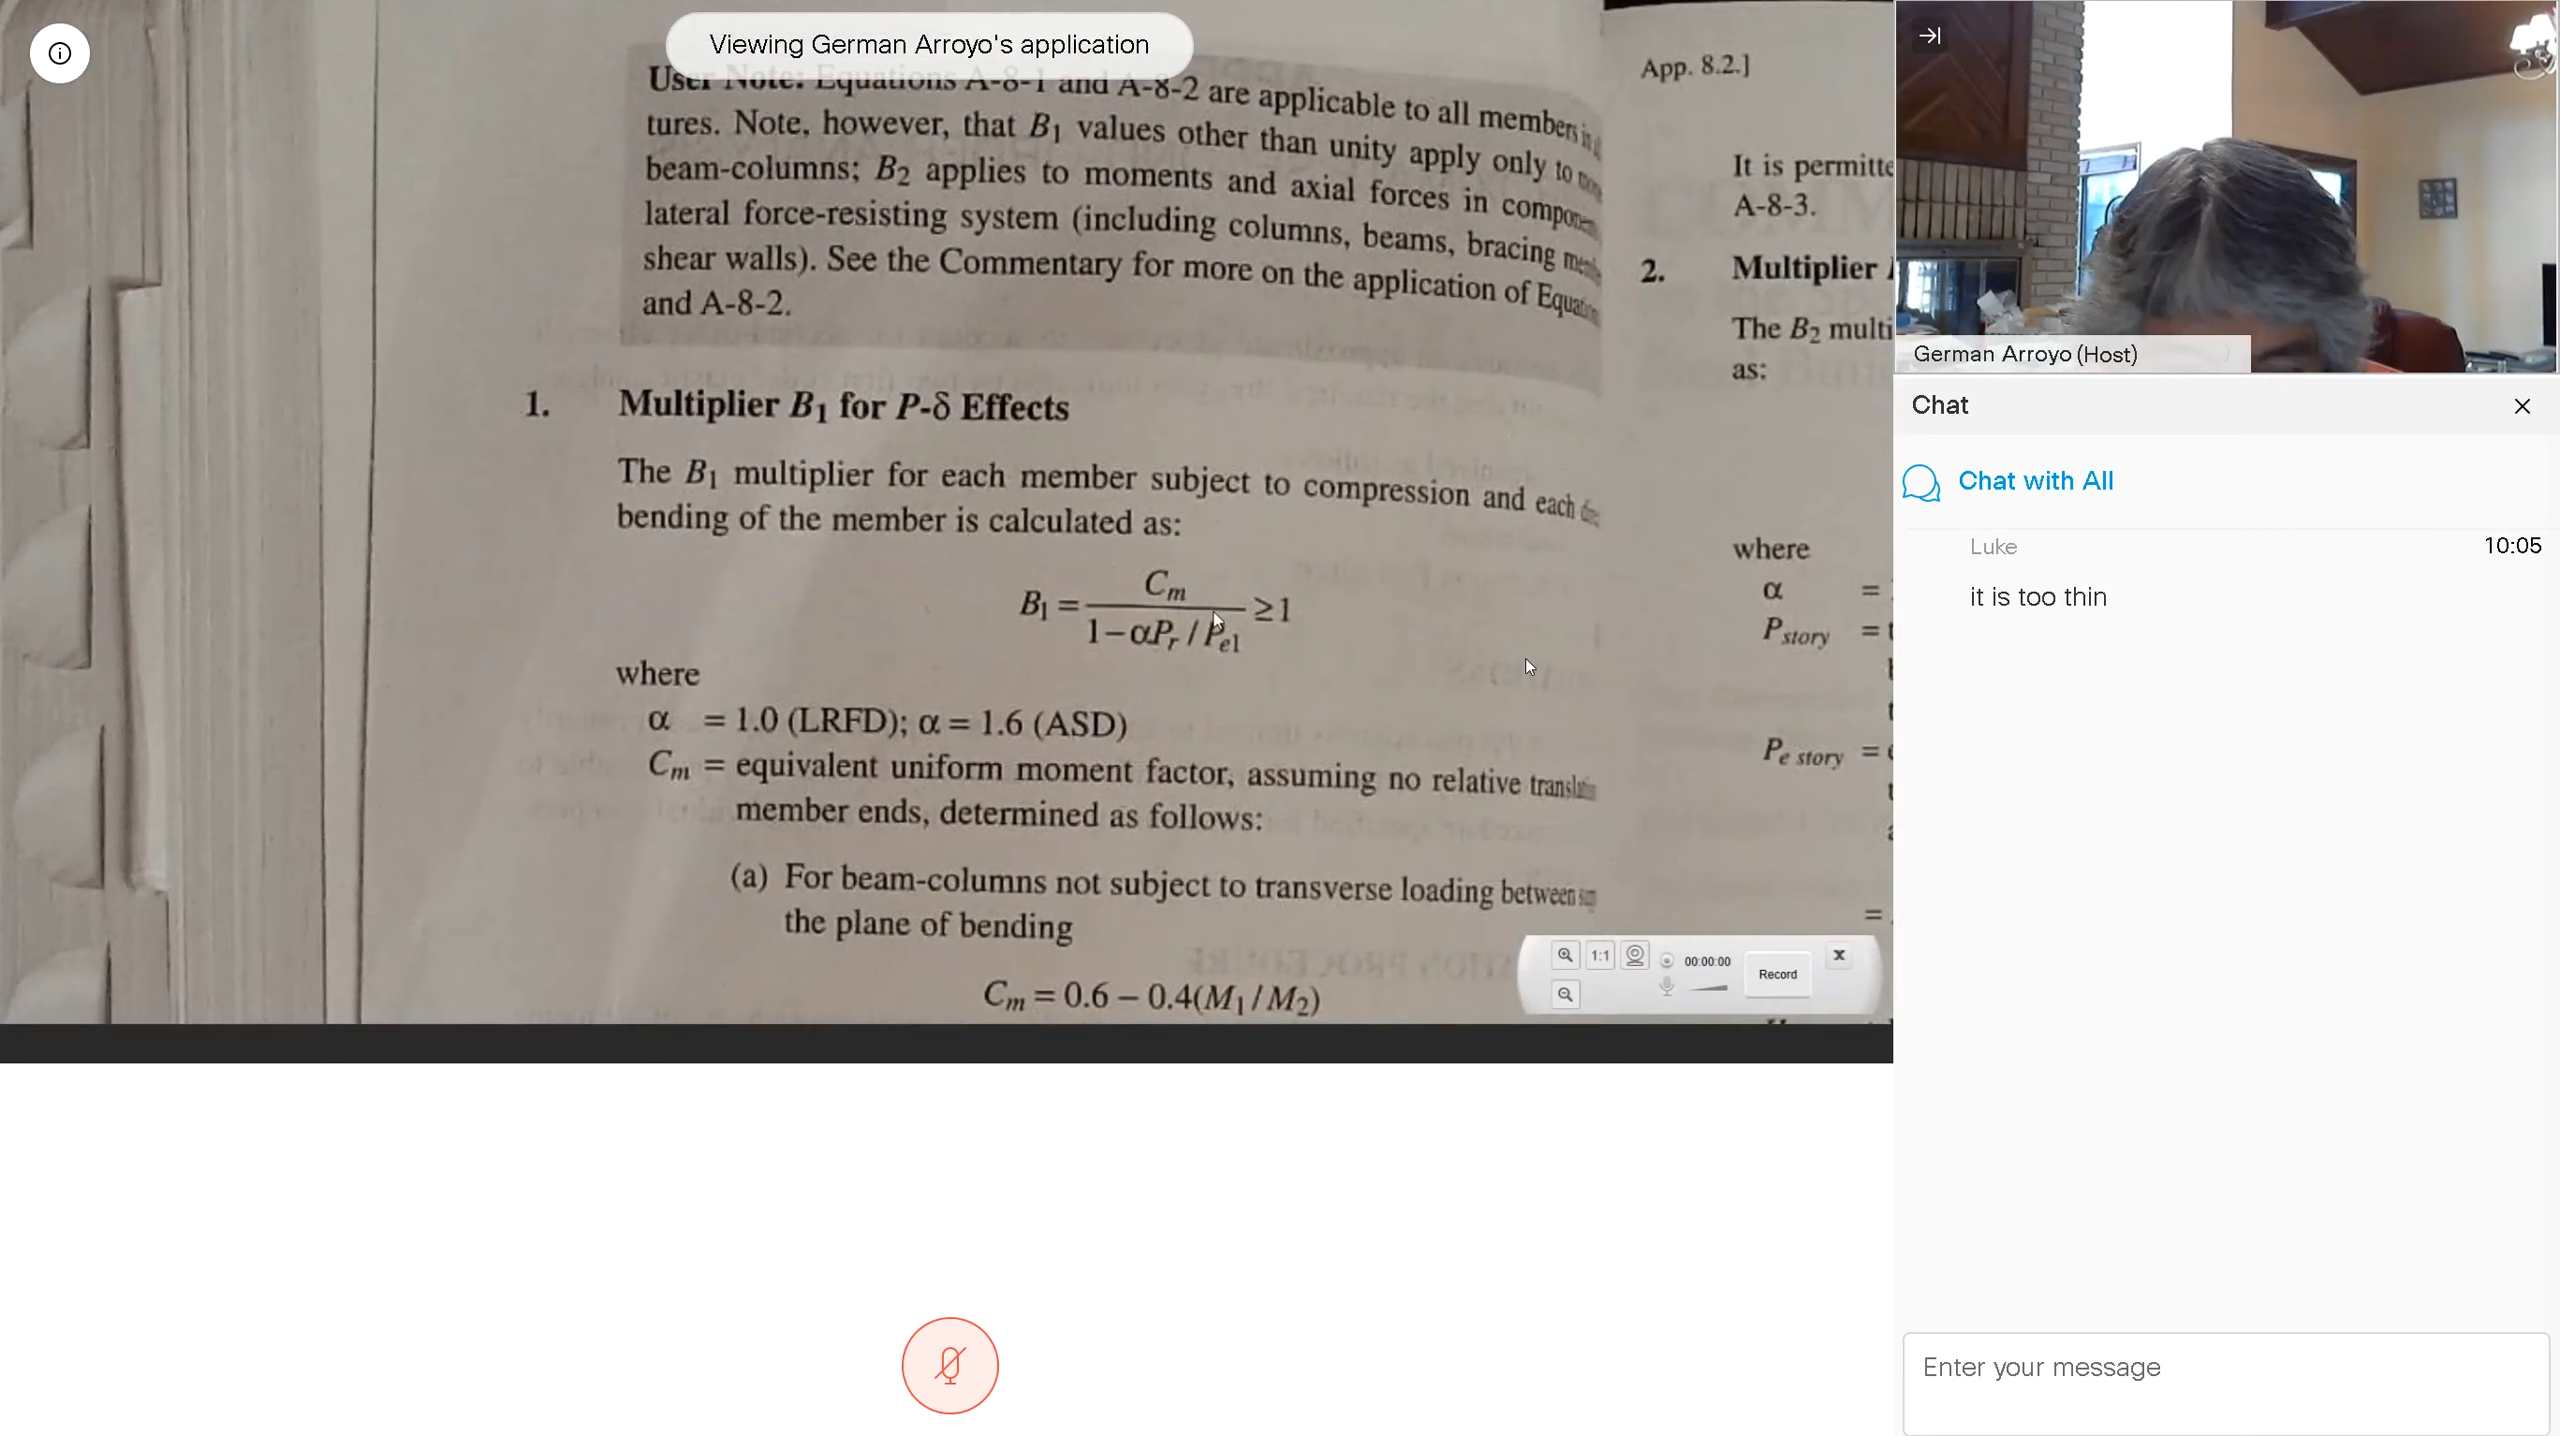 Viewing German Arroyo's application
User Note: Equations A-8-1 and A-8-2 are applicable to all members in
tures. Note, however, that B₁ values other than unity apply only to
beam-columns; B₂ applies to moments and axial forces in
lateral force-resisting system (including columns, beams, bracing
shear walls). See the Commentary for more on the application of
and A-8-2.
1. Multiplier B₁ for P-δ Effects
The B₁ multiplier for each member subject to compression and each
bending of the member is calculated as:
B₁ = Cm / (1 − αPr / Pe1) ≥ 1
where
α = 1.0 (LRFD); α = 1.6 (ASD)
Cm = equivalent uniform moment factor, assuming no relative
member ends, determined as follows:
(a) For beam-columns not subject to transverse loading between
the plane of bending
Cm = 0.6 – 0.4(M₁ / M₂)
App. 8.2.]
It is permitte
A-8-3.
2. Multiplier
The B₂ multi
as:
where
α =
Pstory =
Pe story =
=
1:1
00:00:00
Record
x
German Arroyo (Host)
Chat
Chat with All
Luke 10:05
it is too thin
Enter your message